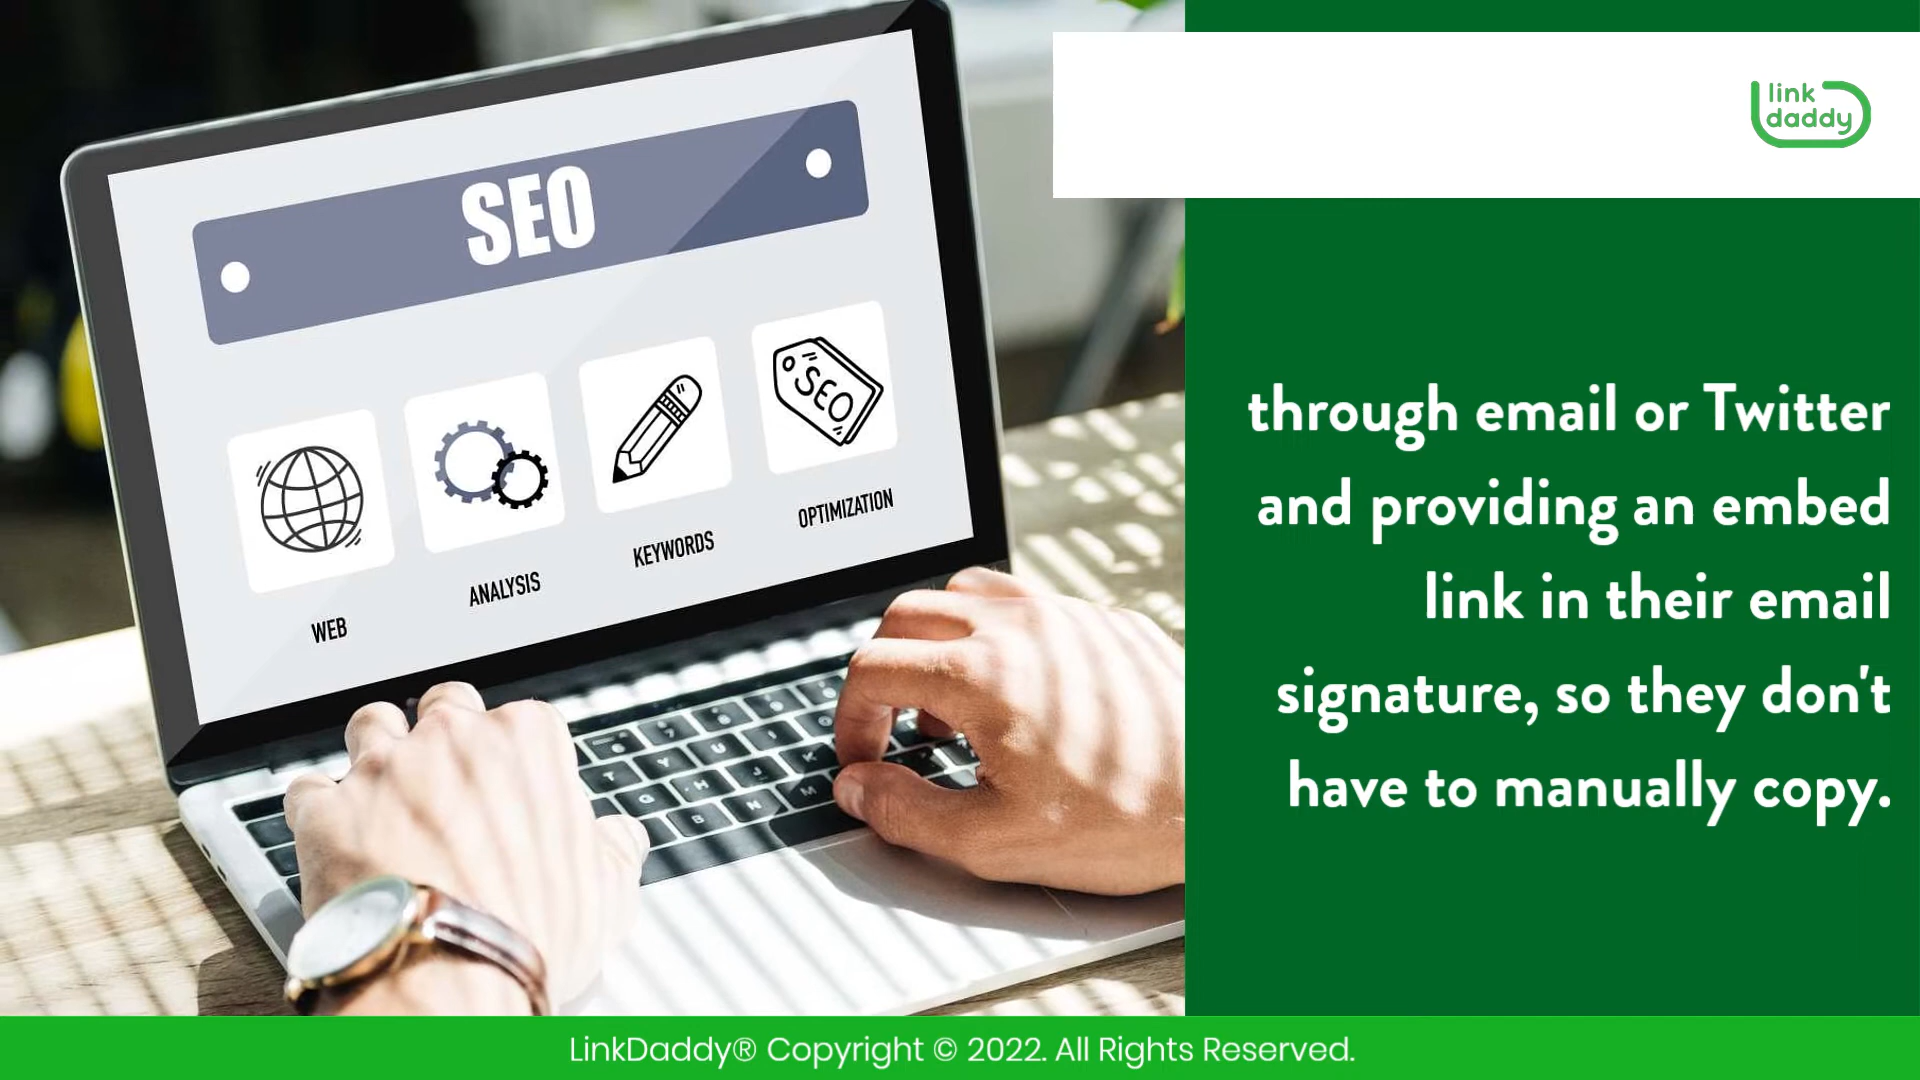 SEO
SEO
WEB
ANALYSIS
KEYWORDS
OPTIMIZATION
T Y U J K
G H
B N M
link
daddy
through email or Twitter
and providing an embed
link in their email
signature, so they don't
have to manually copy.
LinkDaddy® Copyright © 2022. All Rights Reserved.